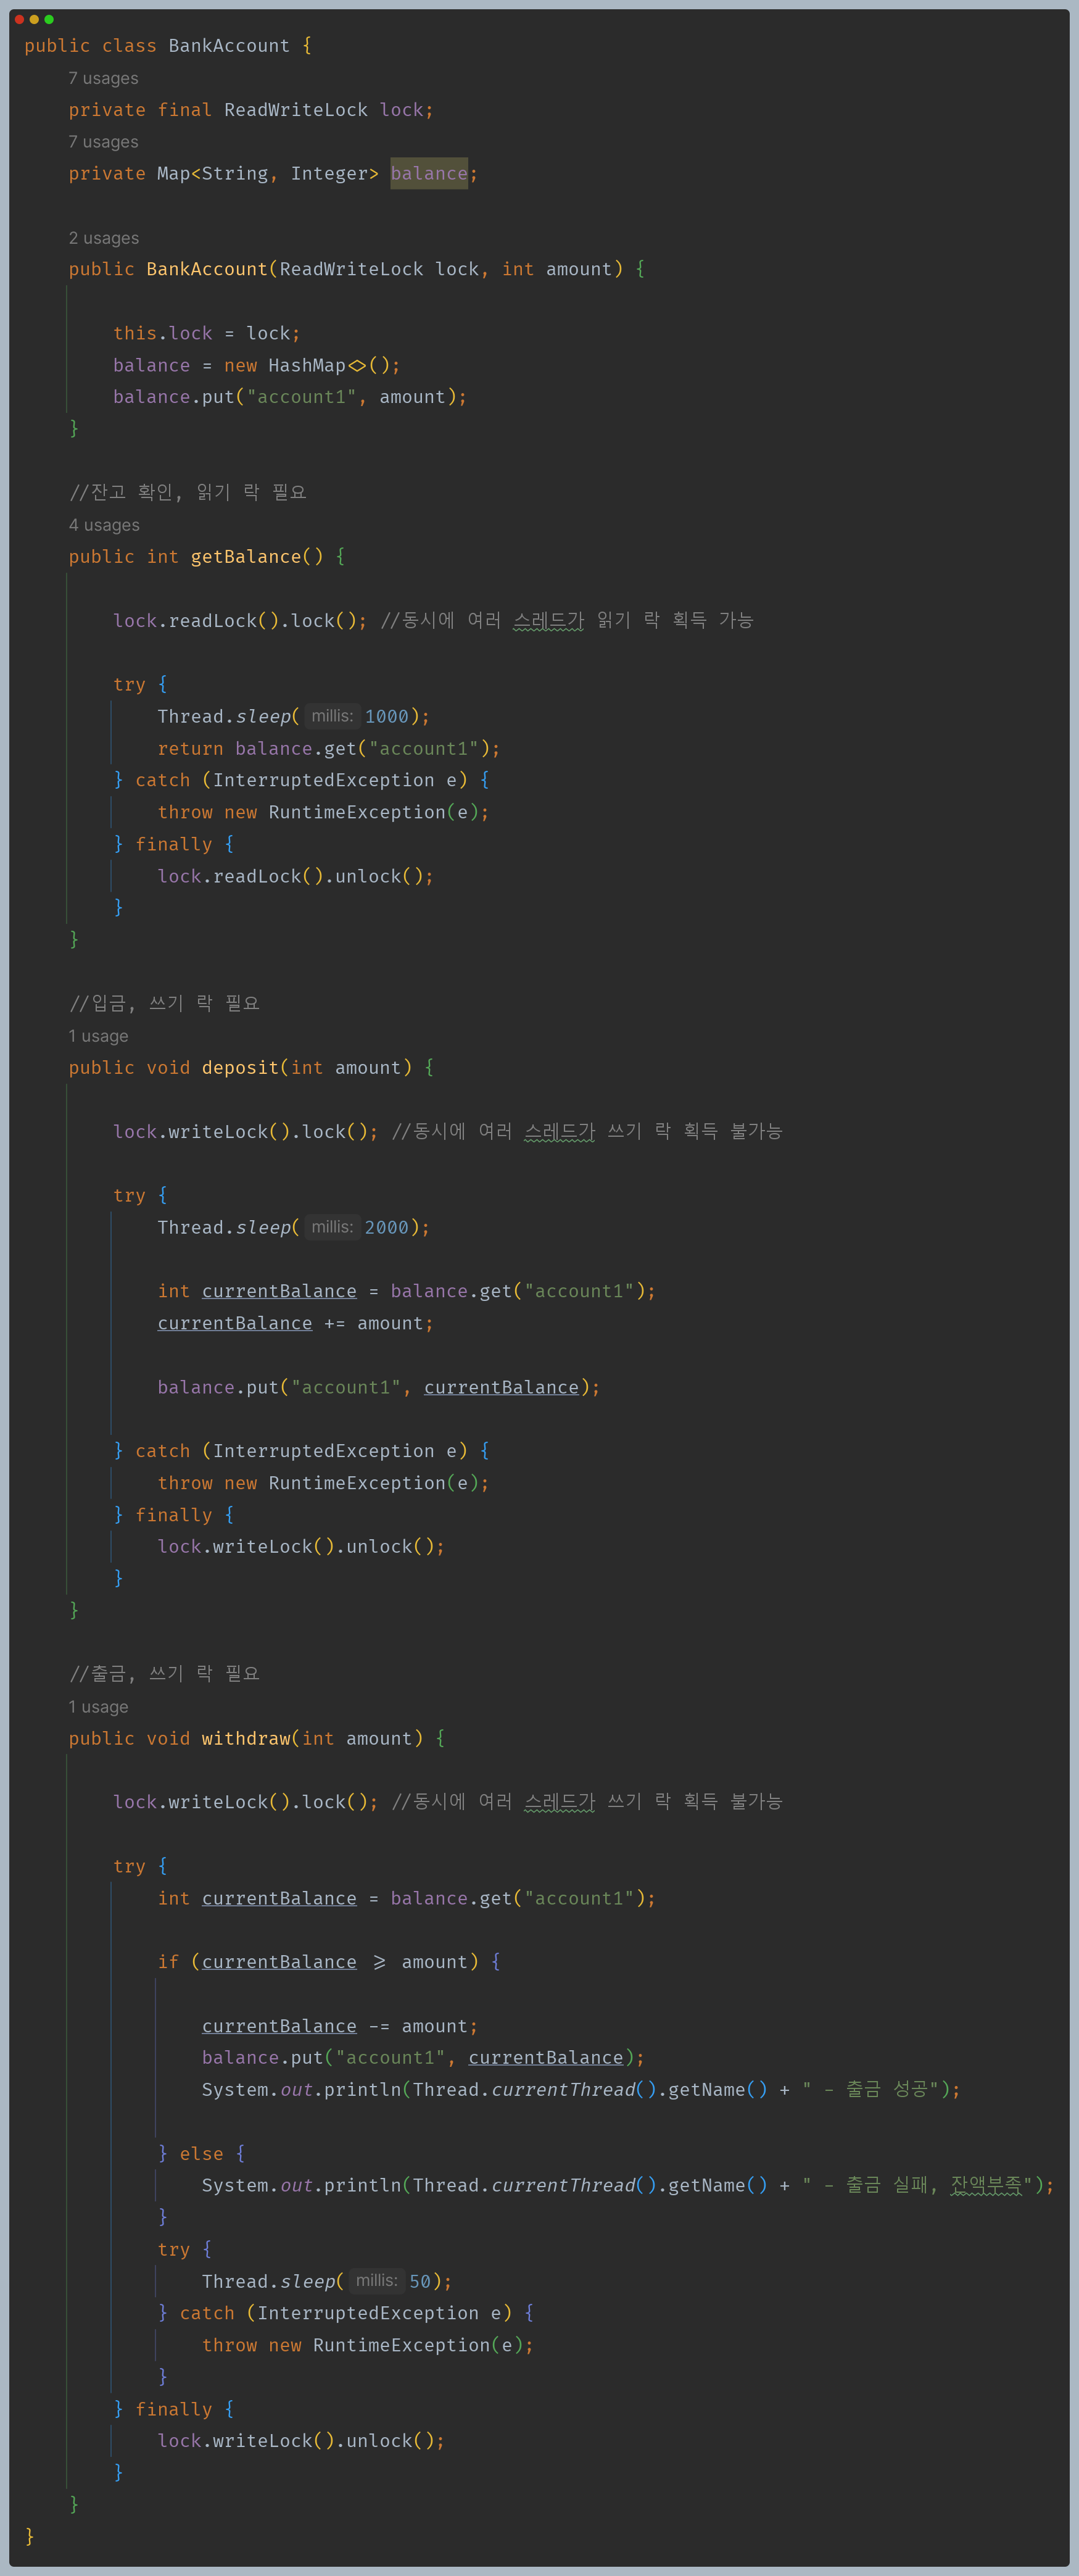 public class BankAccount {
7 usages
private final ReadWriteLock lock;
7 usages
private Map<String, Integer> balance;
2 usages
public BankAccount(ReadWriteLock lock, int amount) {
this.lock = lock;
balance = new HashMap<>();
balance.put("account1", amount);
}
//잔고 확인, 읽기 락 필요
4 usages
public int getBalance() {
lock.readLock().lock(); //동시에 여러 스레드가 읽기 락 획득 가능
try {
Thread.sleep( millis: 1000);
return balance.get("account1");
} catch (InterruptedException e) {
throw new RuntimeException(e);
} finally {
lock.readLock().unlock();
}
}
//입금, 쓰기 락 필요
1 usage
public void deposit(int amount) {
lock.writeLock().lock(); //동시에 여러 스레드가 쓰기 락 획득 불가능
try {
Thread.sleep( millis: 2000);
int currentBalance = balance.get("account1");
currentBalance += amount;
balance.put("account1", currentBalance);
} catch (InterruptedException e) {
throw new RuntimeException(e);
} finally {
lock.writeLock().unlock();
}
}
//출금, 쓰기 락 필요
1 usage
public void withdraw(int amount) {
lock.writeLock().lock(); //동시에 여러 스레드가 쓰기 락 획득 불가능
try {
int currentBalance = balance.get("account1");
if (currentBalance >= amount) {
currentBalance -= amount;
balance.put("account1", currentBalance);
System.out.println(Thread.currentThread().getName() + " - 출금 성공");
} else {
System.out.println(Thread.currentThread().getName() + " - 출금 실패, 잔액부족");
}
try {
Thread.sleep( millis: 50);
} catch (InterruptedException e) {
throw new RuntimeException(e);
}
} finally {
lock.writeLock().unlock();
}
}
}